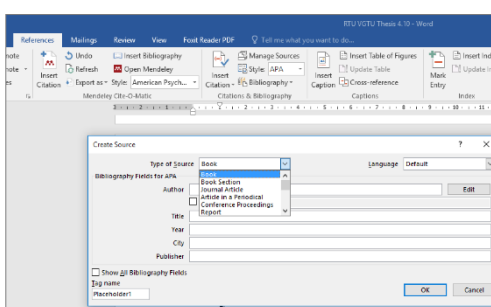 RTU VGTU Thesis 4.10 - Word
References Mailings Review View Foxit Reader PDF Tell me what you want to do...
Undo Insert Bibliography Manage Sources Insert Table of Figures
Refresh Open Mendeley Style: APA Update Table
Insert Citation Export as Style: American Psych... Insert Citation Bibliography Insert Caption Cross-reference Mark Entry
Mendeley Cite-O-Matic Citations & Bibliography Captions Index
Create Source ? X
Type of Source Book Language Default
Bibliography Fields for APA
Book
Book Section
Journal Article
Article in a Periodical
Conference Proceedings
Report
Author Edit
Title
Year
City
Publisher
Show All Bibliography Fields
Tag name
Placeholder1
OK Cancel